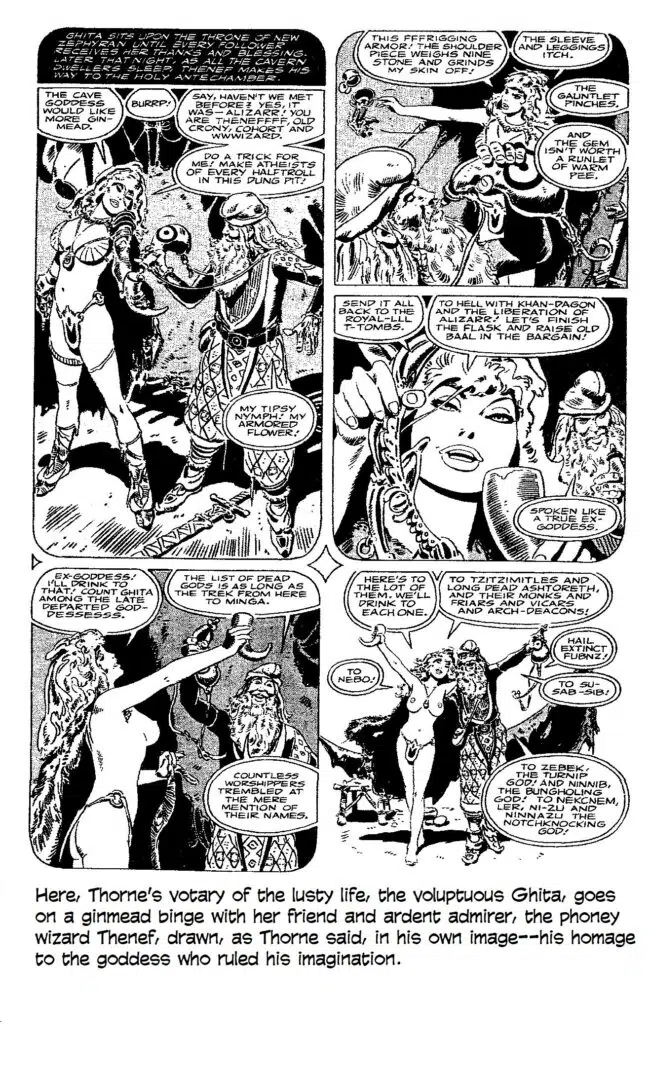 GHITA SITS UPON THE THRONE OF NEW
ZEPHYRAN UNTIL EVERY FOLLOWER
RECEIVES HER THANKS AND BLESSING.
LATER THAT NIGHT, AS ALL THE CAVERN
DWELLERS SLEEP, THENEF MAKES HIS
WAY TO THE HOLY ANTECHAMBER.
THE CAVE
GODDESS
WOULD LIKE
MORE GIN-
MEAD.
BURRP!
SAY, HAVEN'T WE MET
BEFORE? YES, IT
WAS—ALIZARR! YOU
ARE THENEFFFF, OLD
CRONY, COHORT AND
WWWIZARD.
DO A TRICK FOR
ME! MAKE ATHEISTS
OF EVERY HALFTROLL
IN THIS DUNG PIT!
MY TIPSY
NYMPH! MY
ARMORED
FLOWER!
THIS FFFRIGGING
ARMOR! THE SHOULDER
PIECE WEIGHS NINE
STONE AND GRINDS
MY SKIN OFF!
THE SLEEVE
AND LEGGINGS
ITCH.
THE
GAUNTLET
PINCHES.
AND
THE GEM
ISN'T WORTH
A RUNLET
OF WARM
PEE.
SEND IT ALL
BACK TO THE
ROYAL-LLL
T-TOMBS.
TO HELL WITH KHAN-DAGON
AND THE LIBERATION OF
ALIZARR! LET'S FINISH
THE FLASK AND RAISE OLD
BAAL IN THE BARGAIN!
SPOKEN LIKE
A TRUE EX-
GODDESS.
EX-GODDESS!
I'LL DRINK TO
THAT! COUNT GHITA
AMONG THE LATE
DEPARTED GOD-
DESSESSS.
THE LIST OF DEAD
GODS IS AS LONG AS
THE TREK FROM HERE
TO MINGA.
COUNTLESS
WORSHIPPERS
TREMBLED AT
THE MERE
MENTION OF
THEIR NAMES.
HERE'S TO
THE LOT OF
THEM. WE'LL
DRINK TO
EACH ONE.
TO TZITZIMITLES AND
LONG DEAD ASHTORETH,
AND THEIR MONKS AND
FRIARS AND VICARS
AND ARCH-DEACONS!
TO
NEBO!
HAIL
EXTINCT
FUBNZ!
TO SU-
SAB-SIB!
TO ZEBEK,
THE TURNIP
GOD! AND NINNIB,
THE BUNGHOLING
GOD! TO NEKCNEM,
LER, NI-ZU AND
NINNAZU THE
NOTCHKNOCKING
GOD!
Here, Thorne's votary of the lusty life, the voluptuous Ghita, goes
on a ginmead binge with her friend and ardent admirer, the phoney
wizard Thenef, drawn, as Thorne said, in his own image--his homage
to the goddess who ruled his imagination.